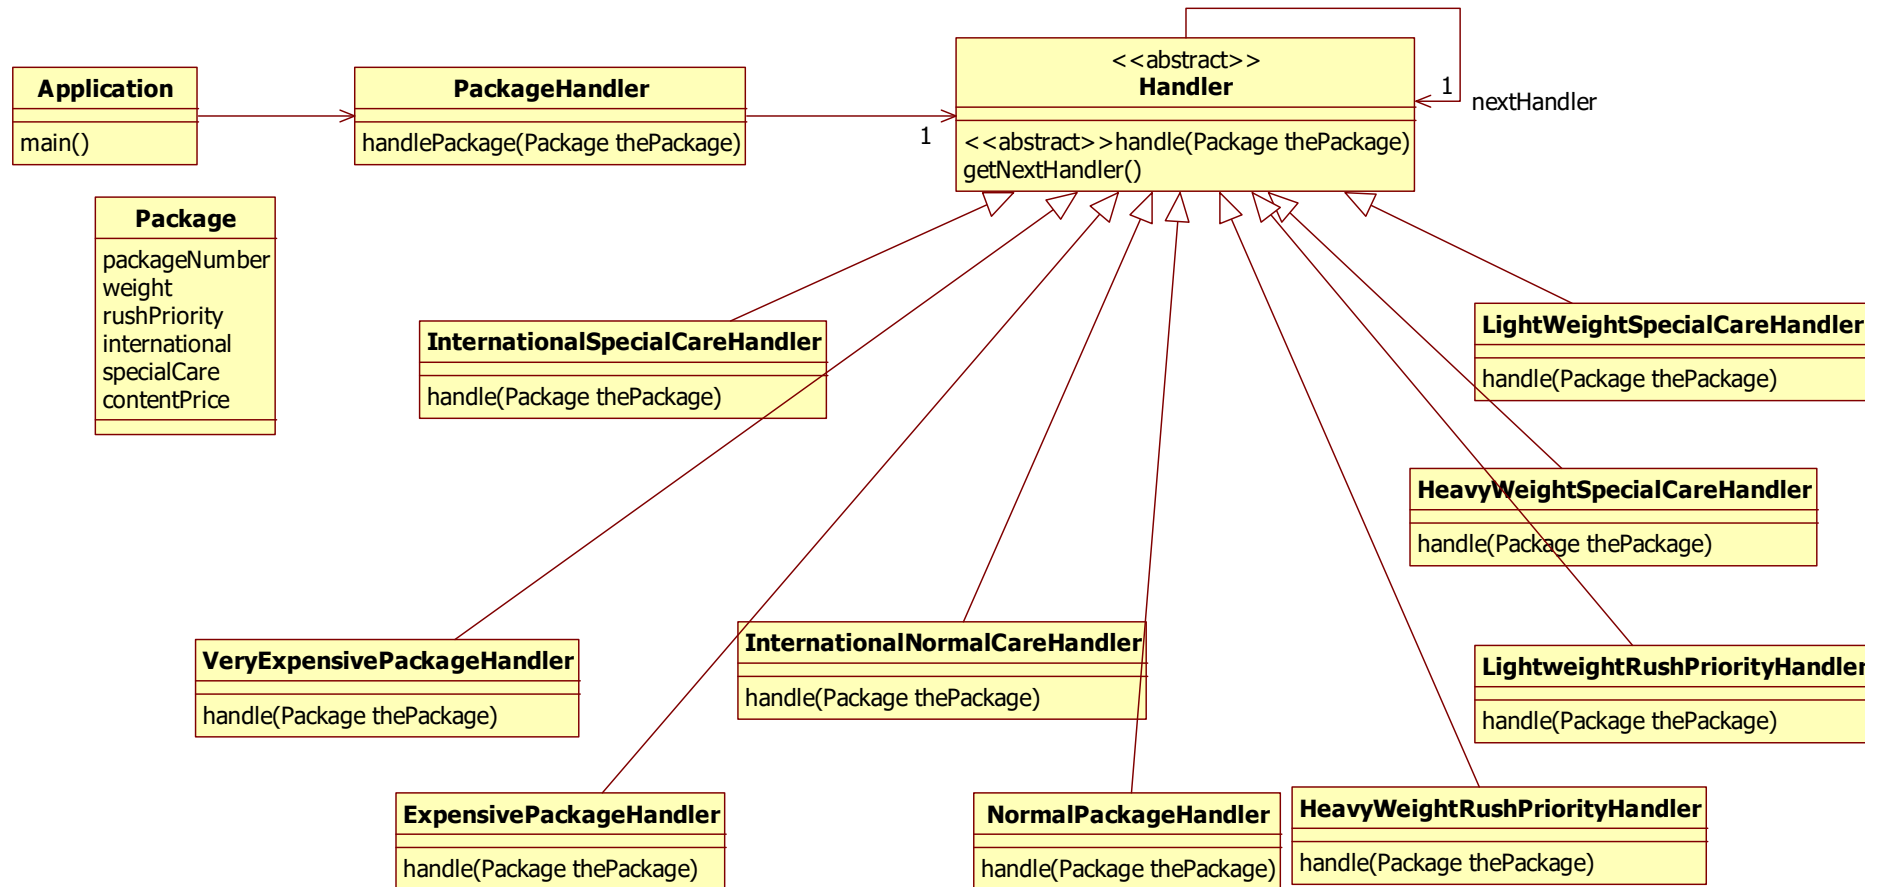 Application
main()
PackageHandler
handlePackage(Package thePackage)
1
<<abstract>>
Handler
<<abstract>>handle(Package thePackage)
getNextHandler()
1
nextHandler
Package
packageNumber
weight
rushPriority
international
specialCare
contentPrice
InternationalSpecialCareHandler
handle(Package thePackage)
LightWeightSpecialCareHandler
handle(Package thePackage)
HeavyWeightSpecialCareHandler
handle(Package thePackage)
VeryExpensivePackageHandler
handle(Package thePackage)
InternationalNormalCareHandler
handle(Package thePackage)
LightweightRushPriorityHandler
handle(Package thePackage)
ExpensivePackageHandler
handle(Package thePackage)
NormalPackageHandler
handle(Package thePackage)
HeavyWeightRushPriorityHandler
handle(Package thePackage)